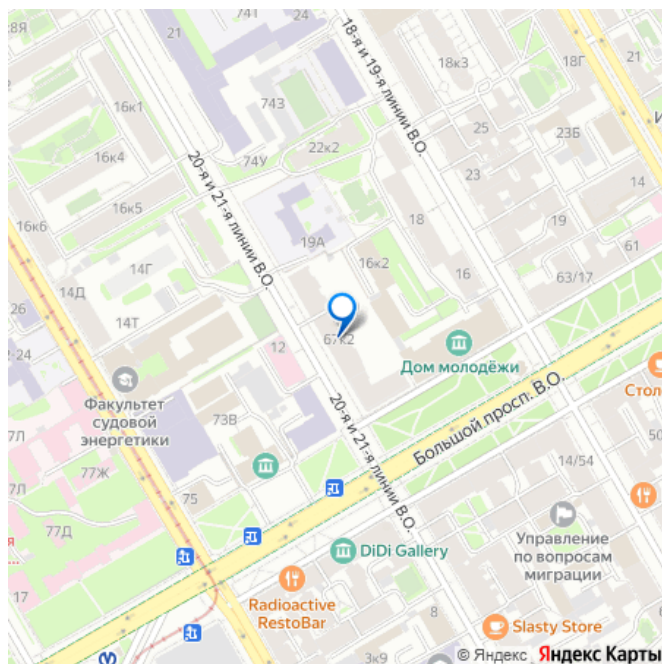 28Я
21
74Т
24
18-я и 19-я линии В.О.
18к3
18Г
21
16к1
74З
25
23Б
16к4
74У
22к2
23
14
16к5
20-я и 21-я линии В.О.
18
19
16к6
19А
61
14Г
16к2
16
63/17
14Д
14Т
67к2
12
Дом молодёжи
Факультет
судовой
энергетики
73В
20-я и 21-я линии В.О.
Большой просп. В.О.
Стол
77Л
77Ж
50
75
14/54
7Л
77Д
DiDi Gallery
Управление
по вопросам
миграции
я
17
Radioactive
RestoBar
8
Slasty Store
3к9
© Яндекс Яндекс Карты